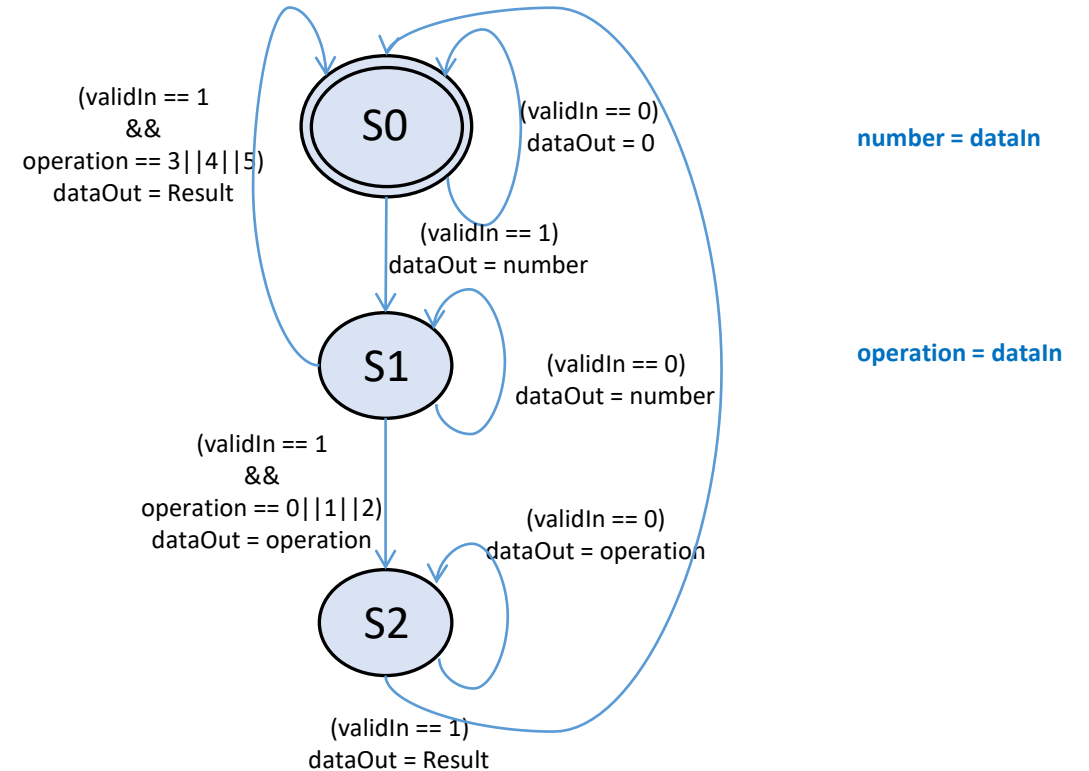 (validIn == 1
&&
operation == 3||4||5)
dataOut = Result
S0
(validIn == 0)
dataOut = 0
number = dataIn
(validIn == 1)
dataOut = number
S1
(validIn == 0)
dataOut = number
operation = dataIn
(validIn == 1
&&
operation == 0||1||2)
dataOut = operation
(validIn == 0)
dataOut = operation
S2
(validIn == 1)
dataOut = Result